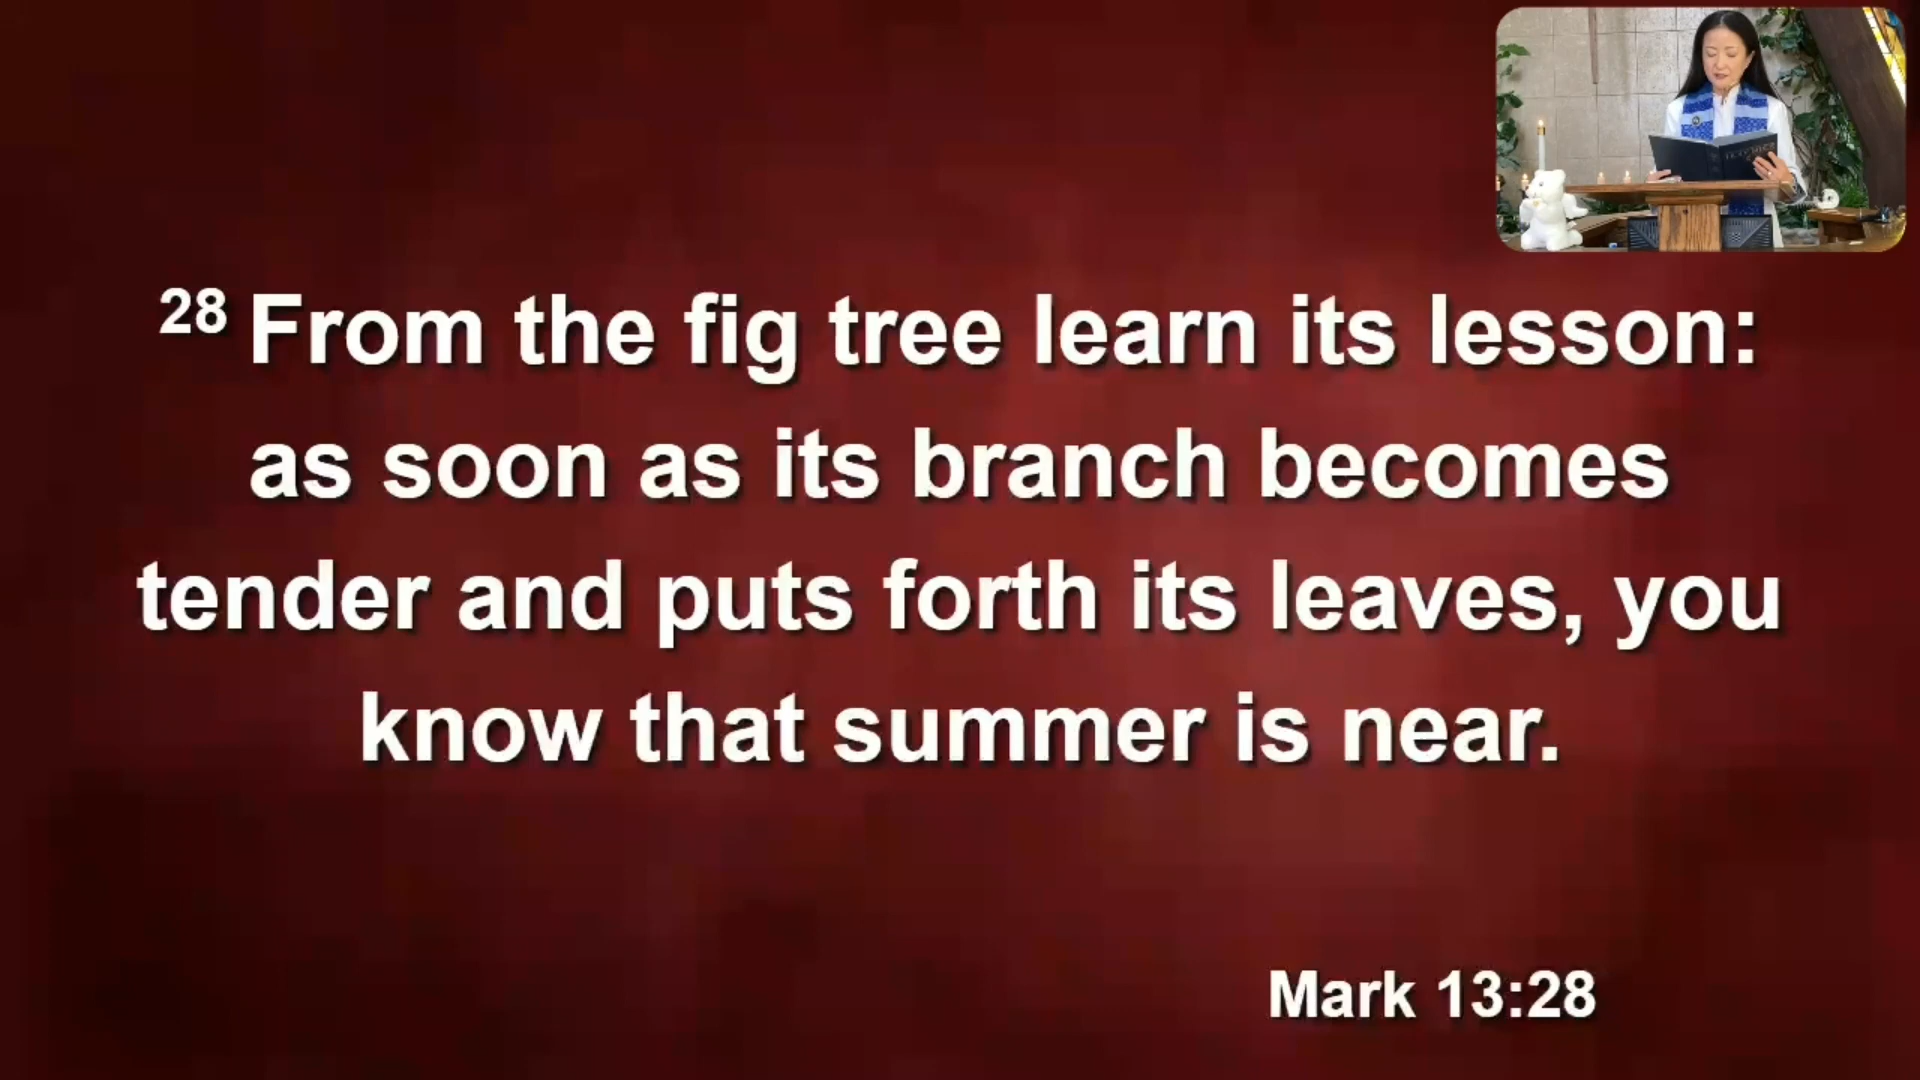 28 From the fig tree learn its lesson:
as soon as its branch becomes
tender and puts forth its leaves, you
know that summer is near.
Mark 13:28